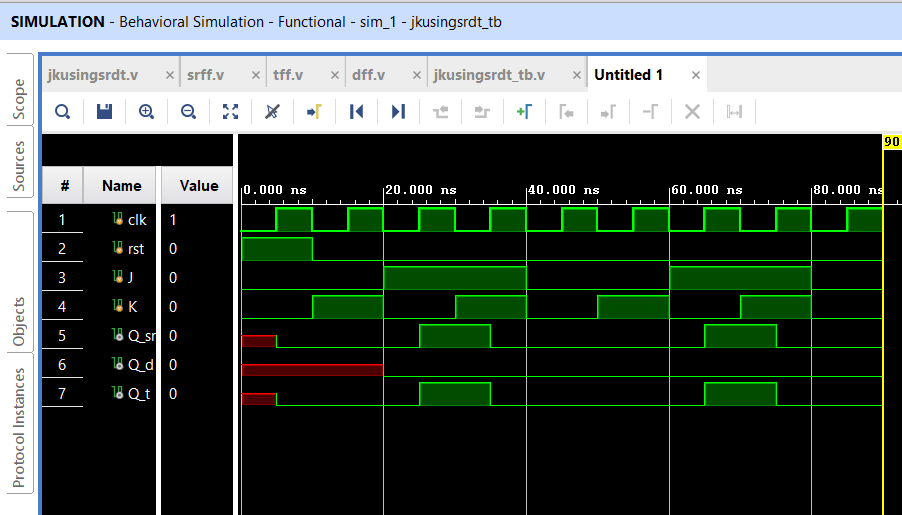 SIMULATION - Behavioral Simulation - Functional - sim_1 - jkusingsrdt_tb
jkusingsrdt.v × srff.v × tff.v × dff.v × jkusingsrdt_tb.v × Untitled 1 ×
Scope
Sources
Objects
Protocol Instances
90
# Name Value 0.000 ns 20.000 ns 40.000 ns 60.000 ns 80.000 ns
1 clk 1
2 rst 0
3 J 0
4 K 0
5 Q_sr 0
6 Q_d 0
7 Q_t 0